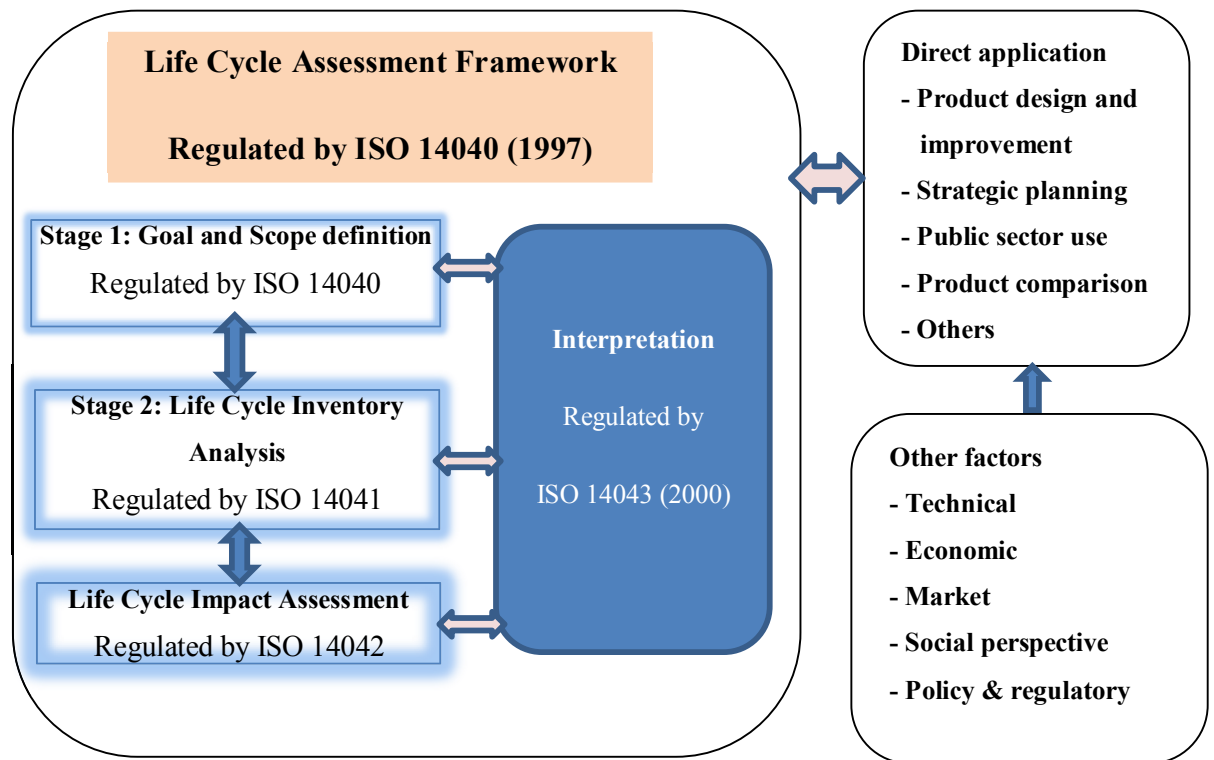 Life Cycle Assessment Framework
Regulated by ISO 14040 (1997)
Stage 1: Goal and Scope definition
Regulated by ISO 14040
Stage 2: Life Cycle Inventory
Analysis
Regulated by ISO 14041
Life Cycle Impact Assessment
Regulated by ISO 14042
Interpretation
Regulated by
ISO 14043 (2000)
Direct application
- Product design and
improvement
- Strategic planning
- Public sector use
- Product comparison
- Others
Other factors
- Technical
- Economic
- Market
- Social perspective
- Policy & regulatory